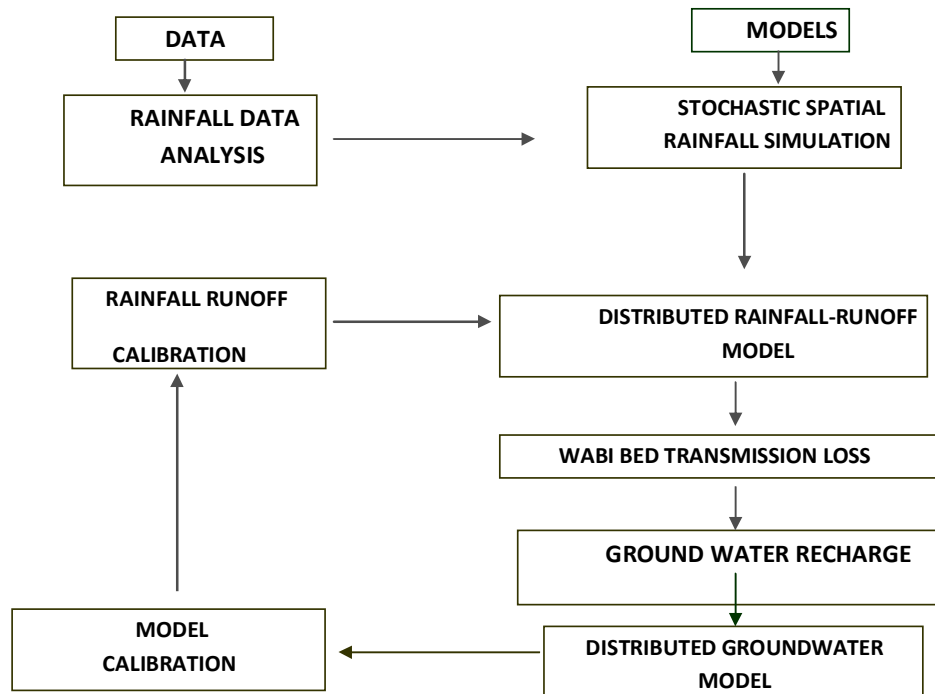 DATA
MODELS
RAINFALL DATA
ANALYSIS
STOCHASTIC SPATIAL
RAINFALL SIMULATION
RAINFALL RUNOFF
CALIBRATION
DISTRIBUTED RAINFALL-RUNOFF
MODEL
WABI BED TRANSMISSION LOSS
GROUND WATER RECHARGE
MODEL
CALIBRATION
DISTRIBUTED GROUNDWATER
MODEL